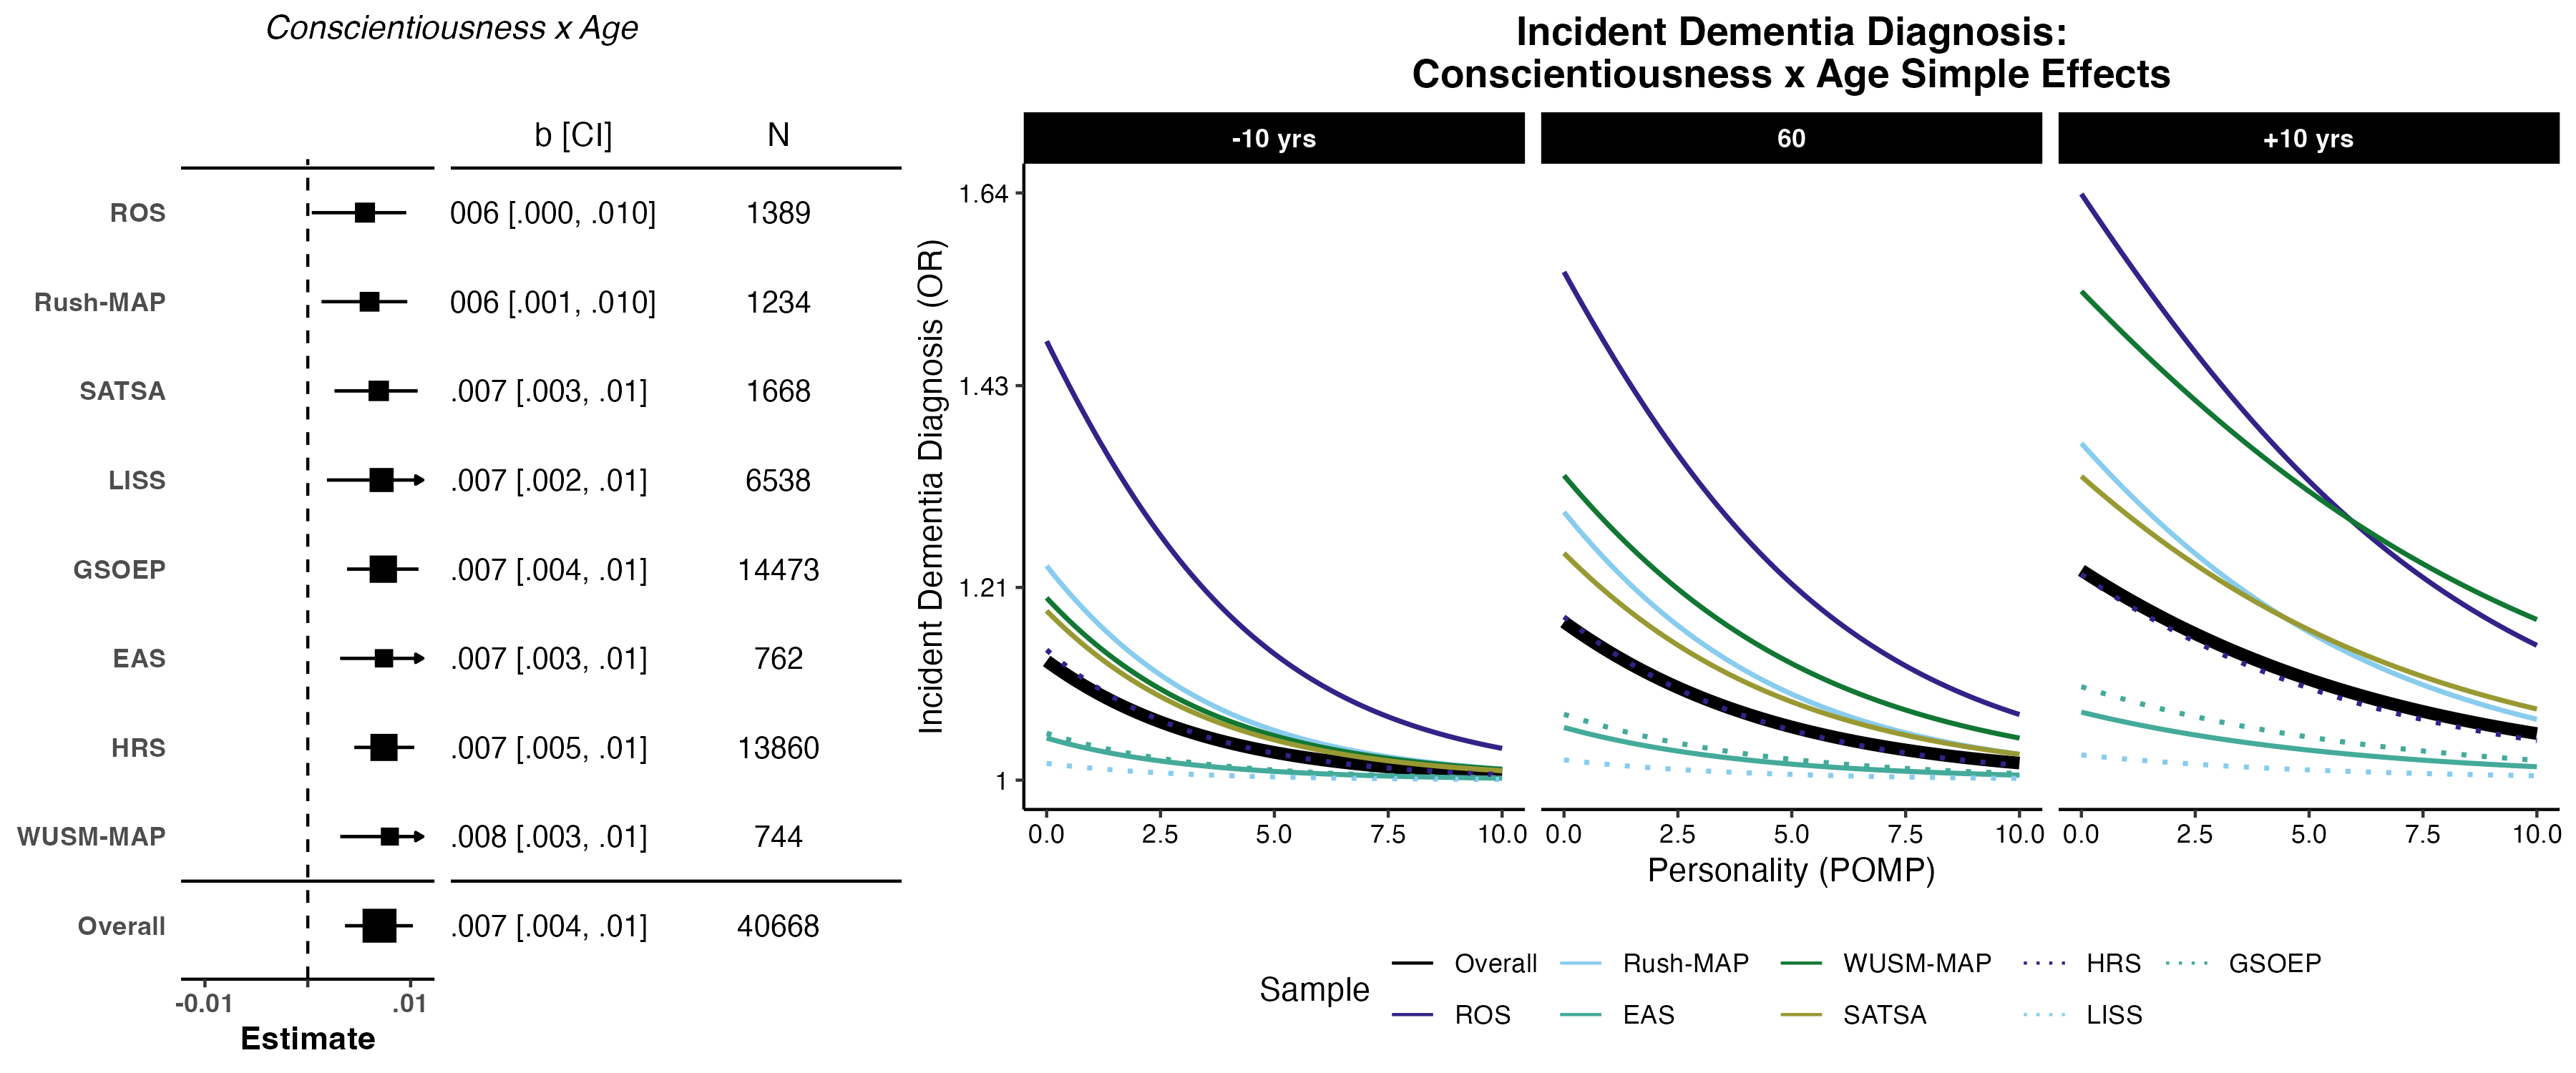 Conscientiousness x Age
b [CI] N
ROS 006 [.000, .010] 1389
Rush-MAP 006 [.001, .010] 1234
SATSA .007 [.003, .01] 1668
LISS .007 [.002, .01] 6538
GSOEP .007 [.004, .01] 14473
EAS .007 [.003, .01] 762
HRS .007 [.005, .01] 13860
WUSM-MAP .008 [.003, .01] 744
Overall .007 [.004, .01] 40668
-0.01 .01
Estimate
Incident Dementia Diagnosis:
Conscientiousness x Age Simple Effects
-10 yrs 60 +10 yrs
Incident Dementia Diagnosis (OR)
1.64
1.43
1.21
1
0.0 2.5 5.0 7.5 10.0 0.0 2.5 5.0 7.5 10.0 0.0 2.5 5.0 7.5 10.0
Personality (POMP)
Sample
Overall Rush-MAP WUSM-MAP HRS GSOEP
ROS EAS SATSA LISS